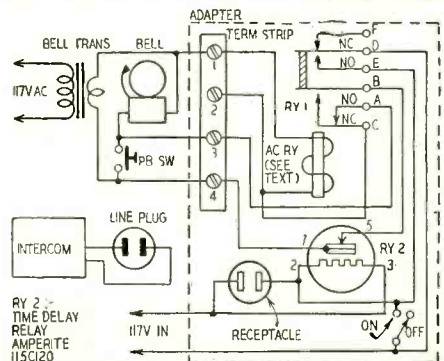 ADAPTER
BELL TRANS
BELL
TERM STRIP
117V AC
1
2
3
4
PB SW
F
NC
D
NO
E
B
RY 1
NO
A
NC
C
AC RY
(SEE
TEXT)
LINE PLUG
INTERCOM
5
1
RY 2
2
3
RECEPTACLE
ON
OFF
RY 2 :-
TIME DELAY
RELAY
AMPERITE
115C120
117V IN